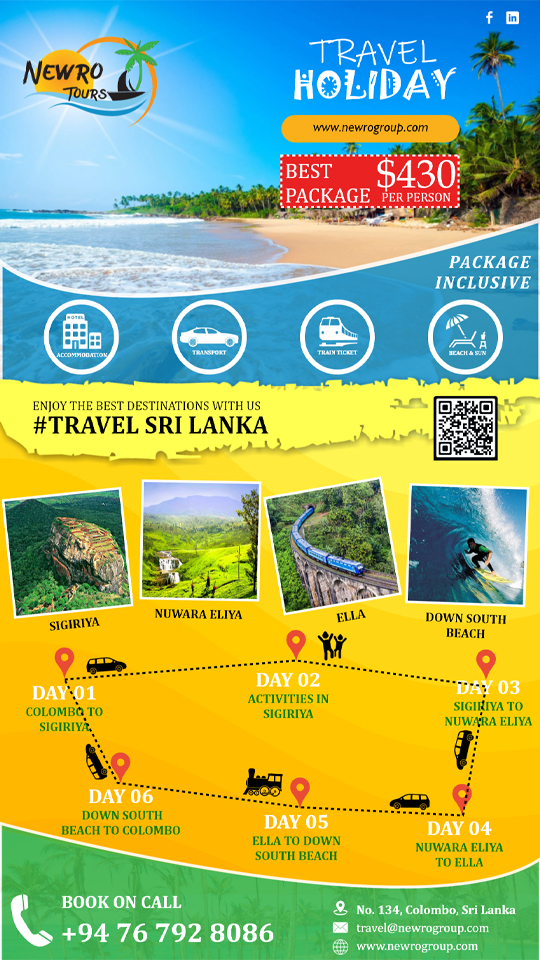 NEWRO
TOURS
TRAVEL
HOLIDAY
www.newrogroup.com
BEST
PACKAGE
$430
PER PERSON
PACKAGE
INCLUSIVE
HOTEL
ACCOMMODATION
TRANSPORT
TRAIN TICKET
BEACH & SUN
ENJOY THE BEST DESTINATIONS WITH US
#TRAVEL SRI LANKA
SIGIRIYA
NUWARA ELIYA
ELLA
DOWN SOUTH
BEACH
DAY 01
COLOMBO TO
SIGIRIYA
DAY 02
ACTIVITIES IN
SIGIRIYA
DAY 03
SIGIRIYA TO
NUWARA ELIYA
DAY 04
NUWARA ELIYA
TO ELLA
DAY 05
ELLA TO DOWN
SOUTH BEACH
DAY 06
DOWN SOUTH
BEACH TO COLOMBO
BOOK ON CALL
+94 76 792 8086
No. 134, Colombo, Sri Lanka
travel@newrogroup.com
www.newrogroup.com